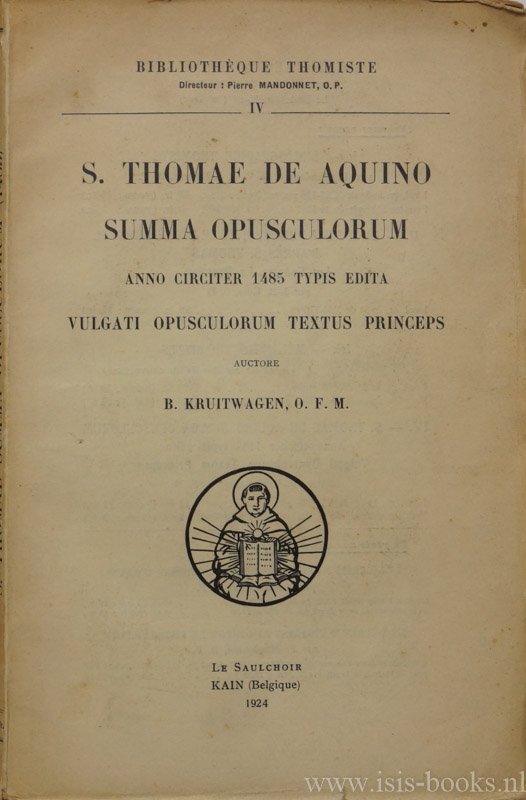 BIBLIOTHÈQUE THOMISTE
Directeur : Pierre MANDONNET, O. P.
IV
S. THOMAE DE AQUINO
SUMMA OPUSCULORUM
ANNO CIRCITER 1485 TYPIS EDITA
VULGATI OPUSCULORUM TEXTUS PRINCEPS
AUCTORE
B. KRUITWAGEN, O. F. M.
LE SAULCHOIR
KAIN (Belgique)
1924
www.isis-books.nl